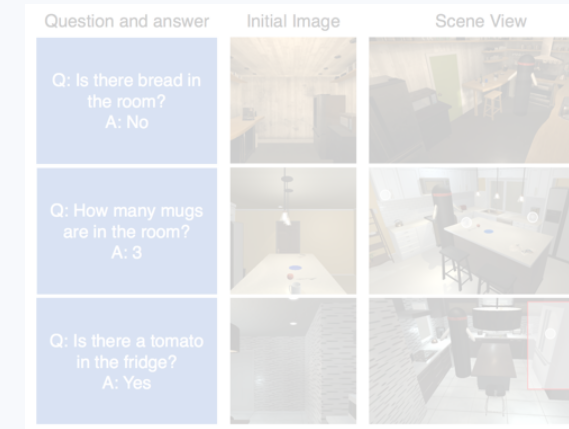 Question and answer
Initial Image
Scene View
Q: Is there bread in
the room?
A: No
Q: How many mugs
are in the room?
A: 3
Q: Is there a tomato
in the fridge?
A: Yes